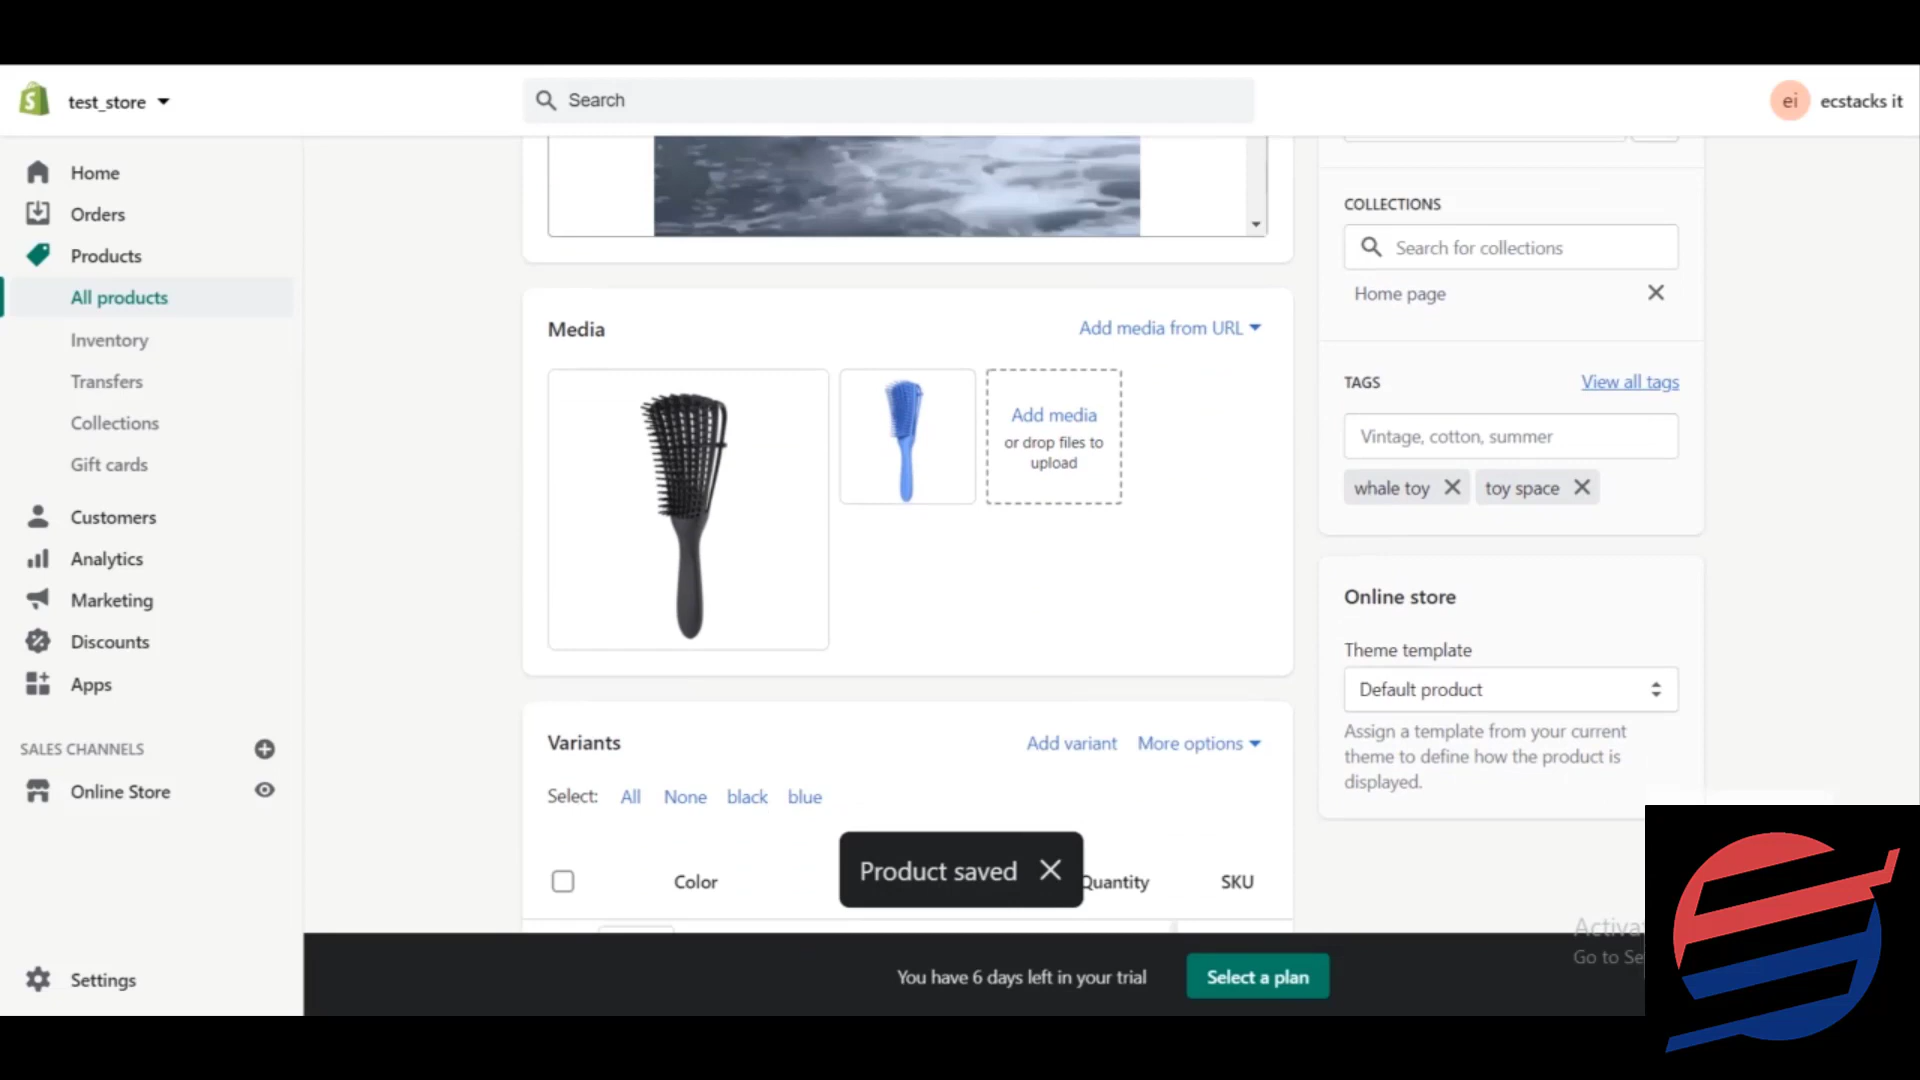 test_store
Search
ei
ecstacks it
Home
Orders
Products
All products
Inventory
Transfers
Collections
Gift cards
Customers
Analytics
Marketing
Discounts
Apps
SALES CHANNELS
Online Store
Settings
Media
Add media from URL
Add media
or drop files to
upload
Variants
Add variant
More options
Select: All None black blue
Color
Quantity
SKU
Product saved
COLLECTIONS
Search for collections
Home page
TAGS
View all tags
Vintage, cotton, summer
whale toy
toy space
Online store
Theme template
Default product
Assign a template from your current
theme to define how the product is
displayed.
You have 6 days left in your trial
Select a plan
Go to